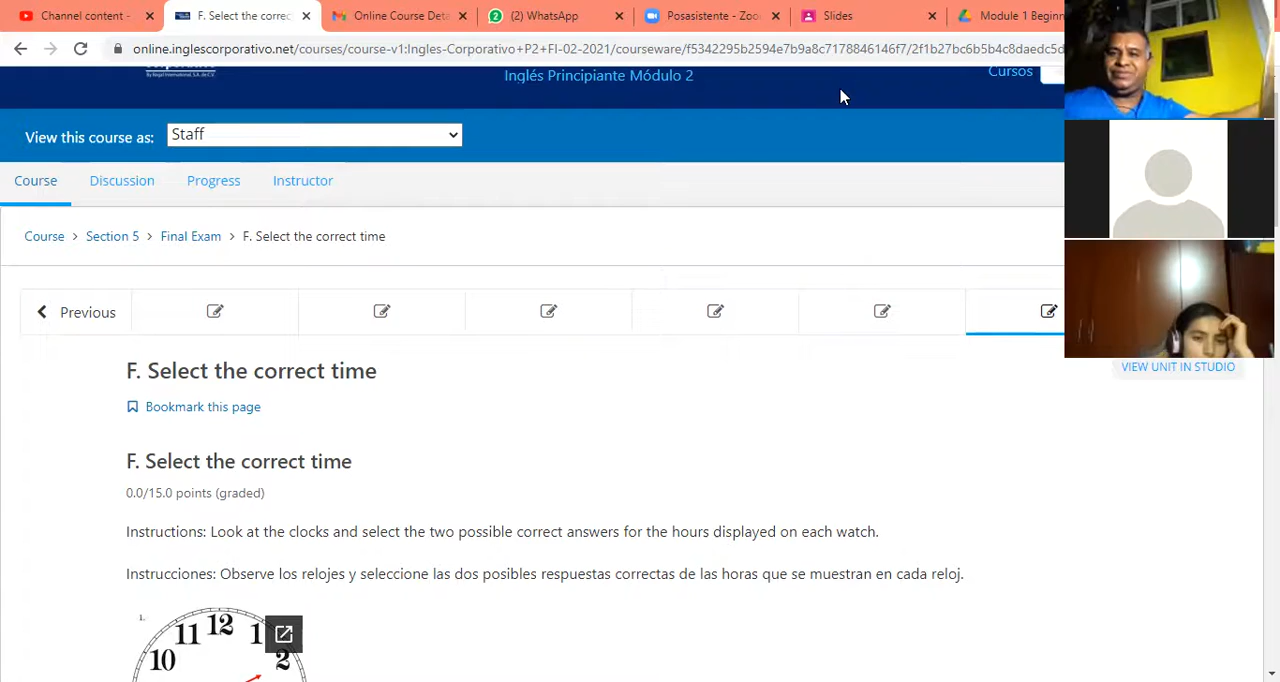 Channel content -
F. Select the correc
Online Course Deta
(2) WhatsApp
Posasistente - Zoo
Slides
Module 1 Beginn
online.inglescorporativo.net/courses/course-v1:Ingles-Corporativo+P2+FI-02-2021/courseware/f5342295b2594e7b9a8c7178846146f7/2f1b27bc6b5b4c8daedc5d
By Regal International, S.A. de C.V.
Inglés Principiante Módulo 2
Cursos
View this course as:
Staff
Course
Discussion
Progress
Instructor
Course > Section 5 > Final Exam > F. Select the correct time
Previous
VIEW UNIT IN STUDIO
F. Select the correct time
Bookmark this page
F. Select the correct time
0.0/15.0 points (graded)
Instructions: Look at the clocks and select the two possible correct answers for the hours displayed on each watch.
Instrucciones: Observe los relojes y seleccione las dos posibles respuestas correctas de las horas que se muestran en cada reloj.
1.
11 12 1
10 2